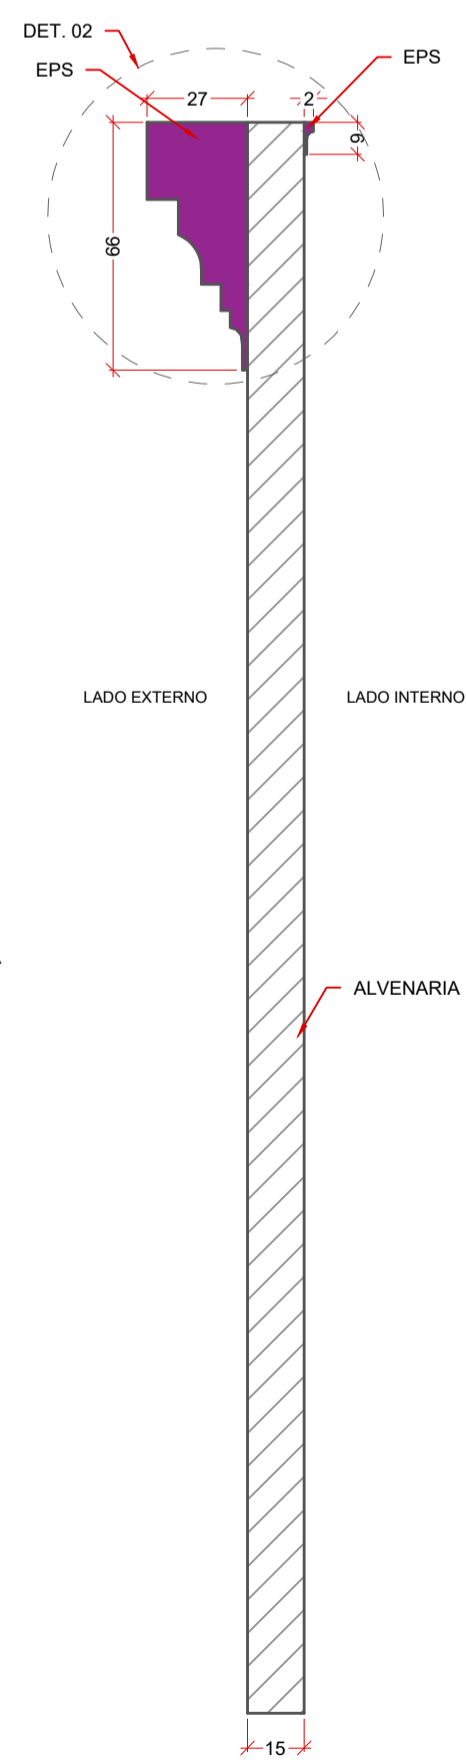 DET. 02
EPS
EPS
27
2
9
66
LADO EXTERNO
LADO INTERNO
ALVENARIA
15